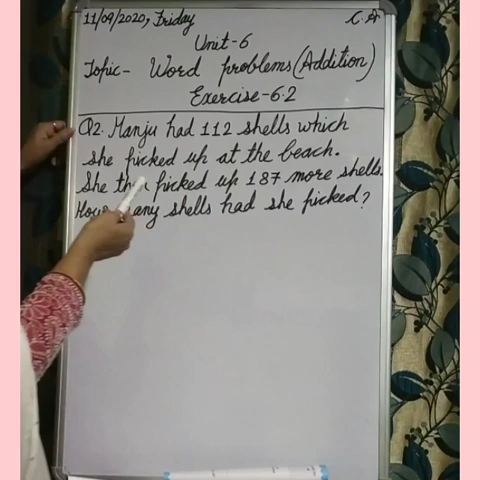 11/09/2020, Friday
Unit-6
Topic- Word problems (Addition)
Exercise-6.2
Q2. Manju had 112 shells which
she picked up at the beach.
She picked up 187 more shells.
How many shells had she picked?